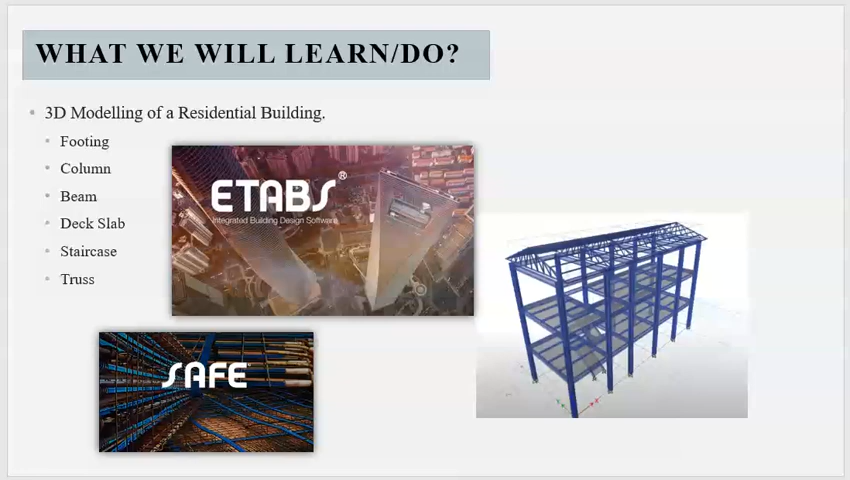 WHAT WE WILL LEARN/DO?
• 3D Modelling of a Residential Building.
• Footing
• Column
• Beam
• Deck Slab
• Staircase
• Truss
ETABS®
Integrated Building Design Software
SAFE